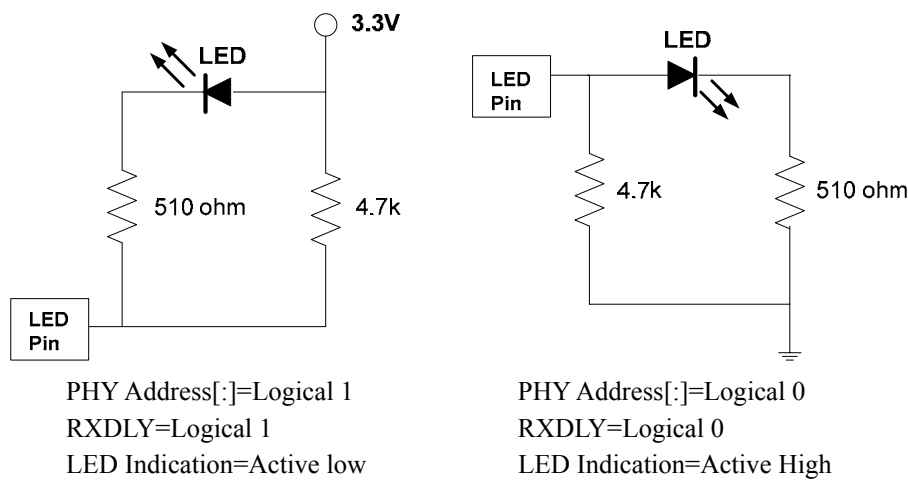 3.3V
LED
510 ohm
4.7k
LED
Pin
PHY Address[:]=Logical 1
RXDLY=Logical 1
LED Indication=Active low
LED
LED
Pin
4.7k
510 ohm
PHY Address[:]=Logical 0
RXDLY=Logical 0
LED Indication=Active High